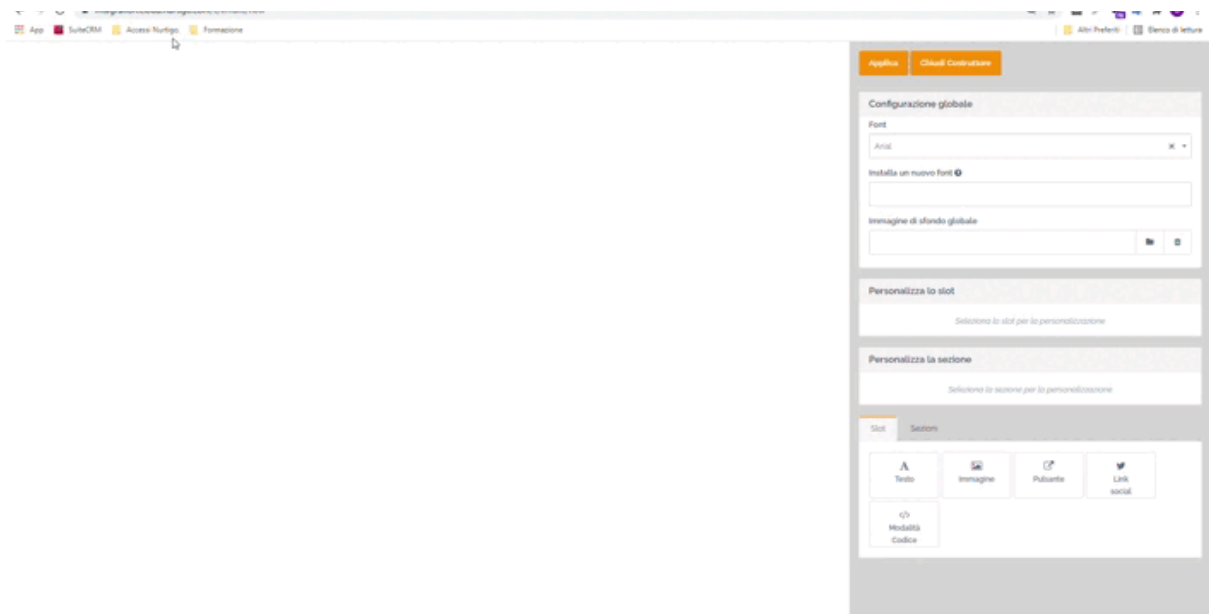 App SuiteCRM Accessi Nurtigo Formazione Altri Preferiti Elenco di lettura
Applica Chiudi Costruttore
Configurazione globale
Font
Arial
Installa un nuovo font
Immagine di sfondo globale
Personalizza lo slot
Seleziona lo slot per la personalizzazione
Personalizza la sezione
Seleziona la sezione per la personalizzazione
Slot Sezioni
Testo Immagine Pulsante Link
social
Modalità
Codice